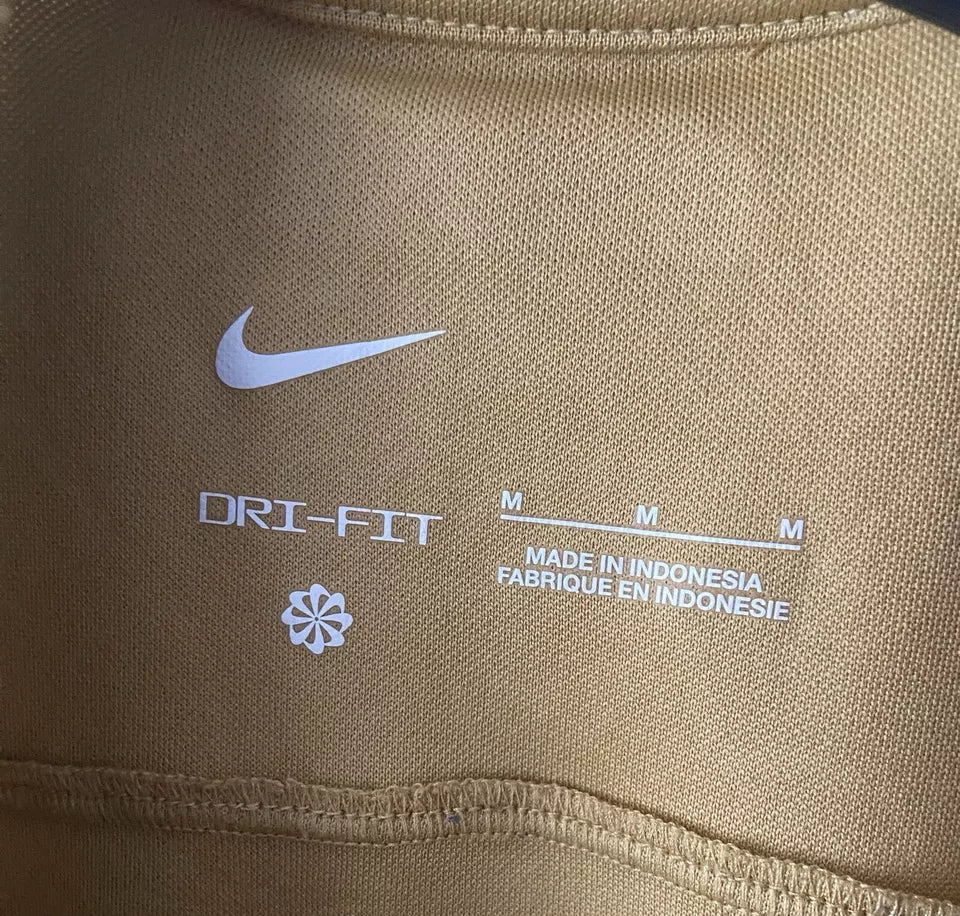 DRI-FIT
M M M
MADE IN INDONESIA
FABRIQUE EN INDONESIE